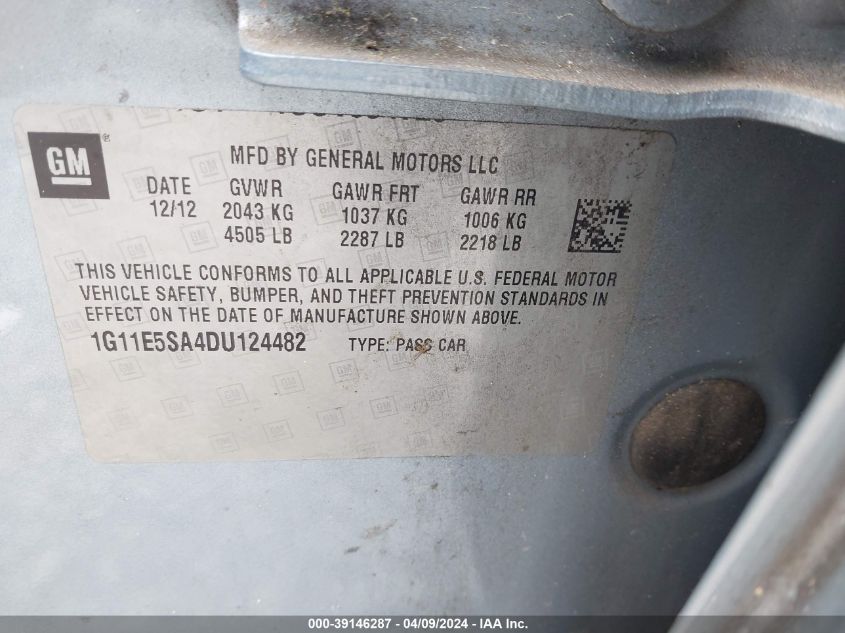 GM ®
MFD BY GENERAL MOTORS LLC
DATE GVWR GAWR FRT GAWR RR
12/12 2043 KG 1037 KG 1006 KG
4505 LB 2287 LB 2218 LB
THIS VEHICLE CONFORMS TO ALL APPLICABLE U.S. FEDERAL MOTOR
VEHICLE SAFETY, BUMPER, AND THEFT PREVENTION STANDARDS IN
EFFECT ON THE DATE OF MANUFACTURE SHOWN ABOVE.
1G11E5SA4DU124482 TYPE: PASS CAR
000-39146287 - 04/09/2024 - IAA Inc.